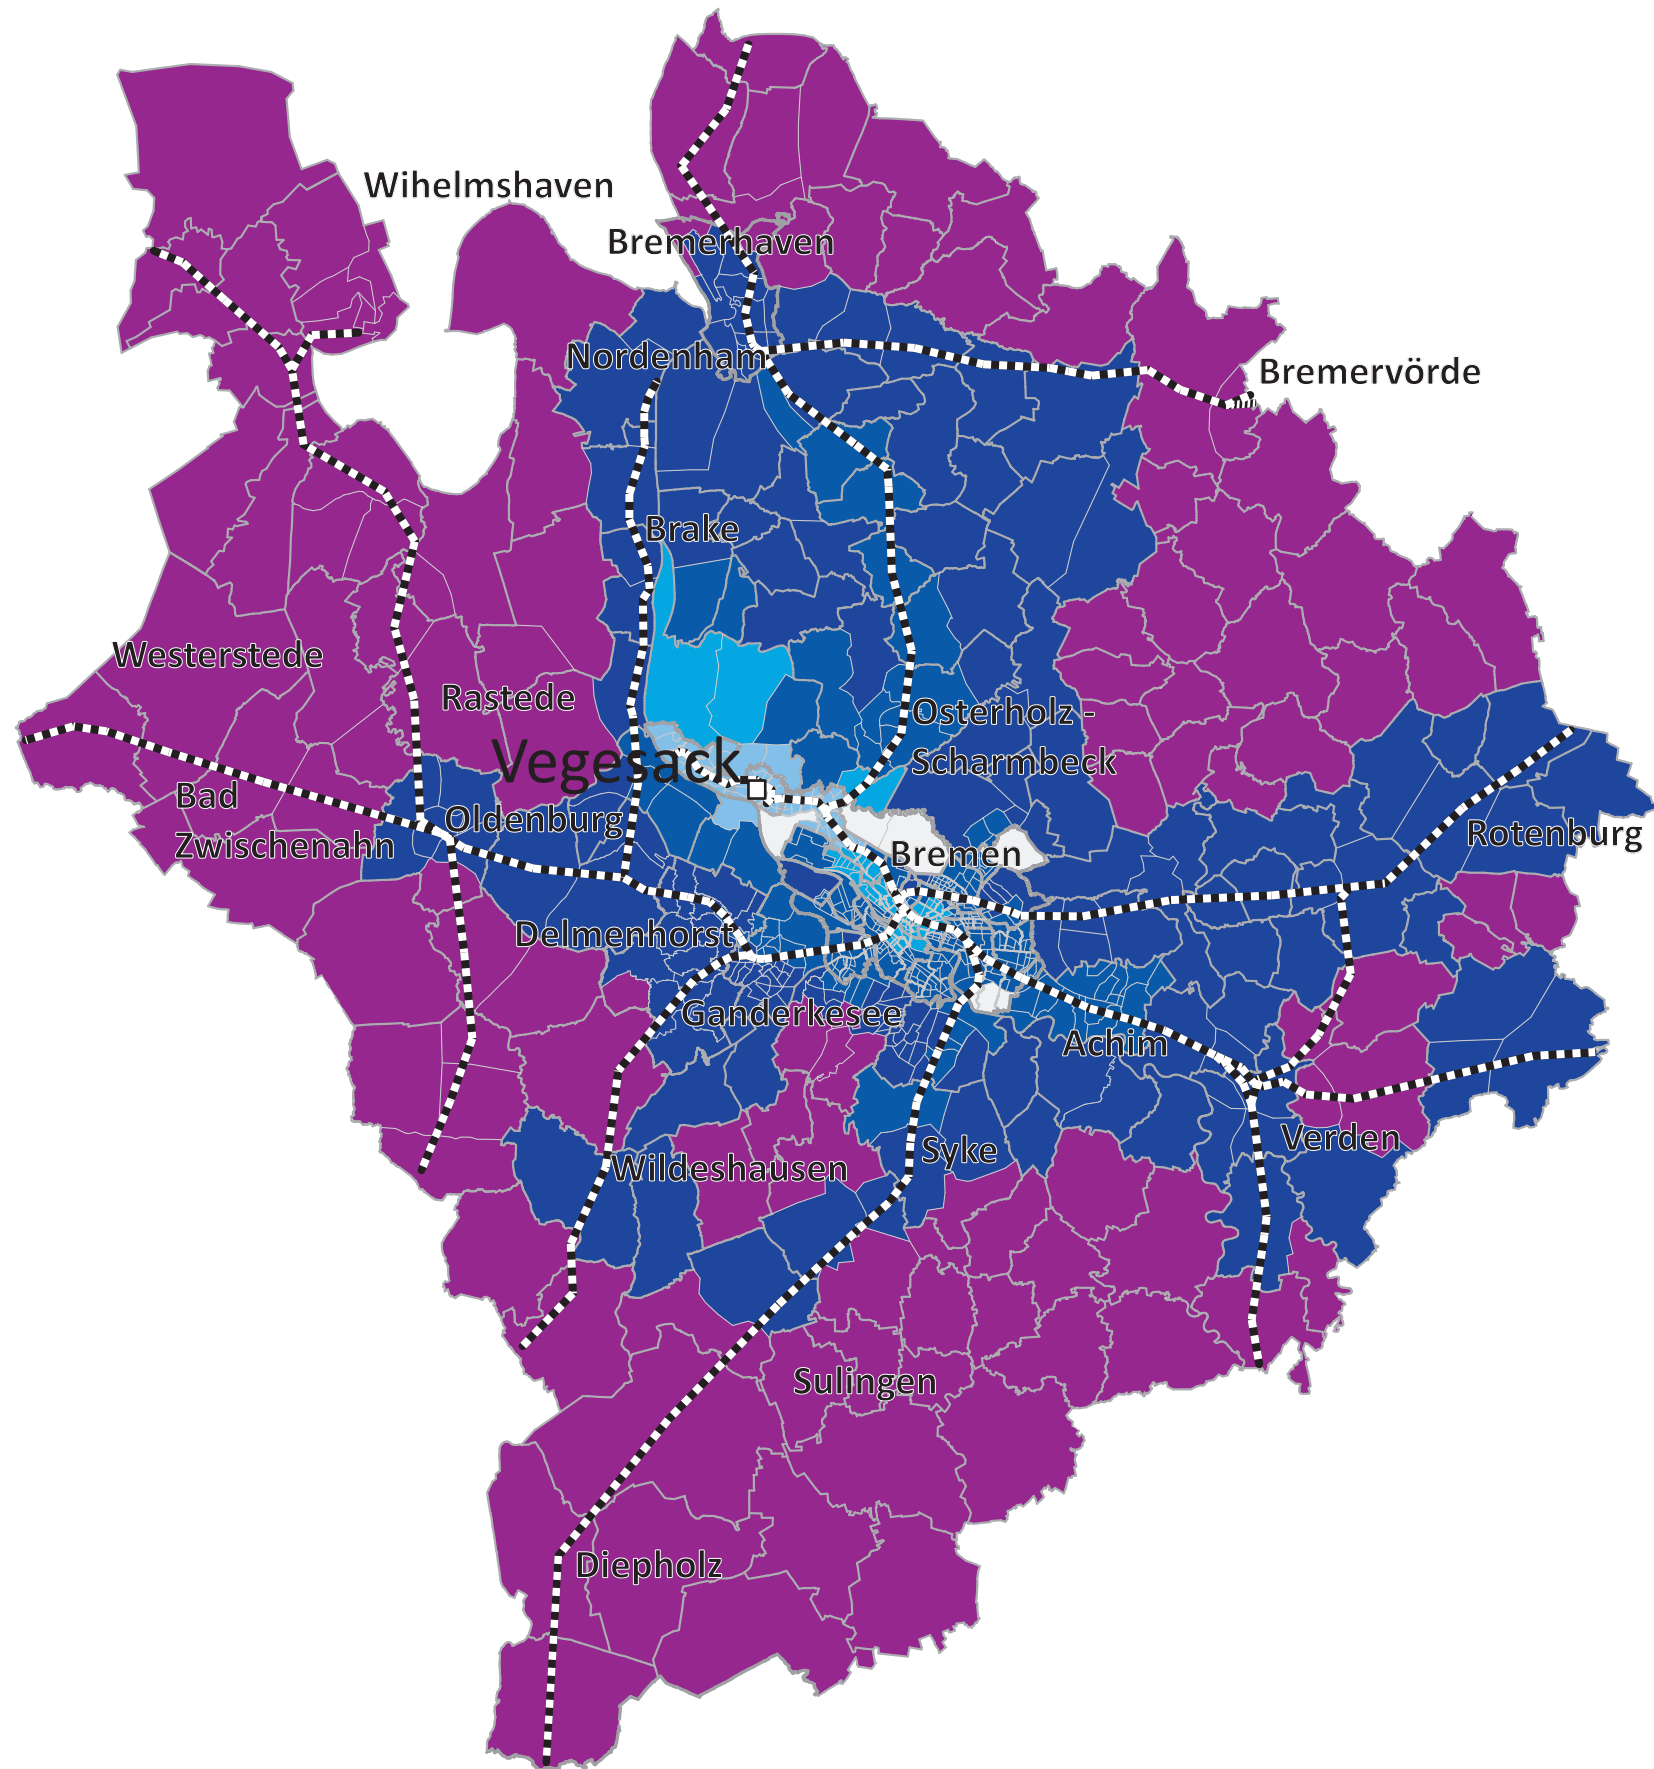 Wihelmshaven
Bremerhaven
Nordenham
Bremervörde
Brake
Westerstede
Rastede
Osterholz -
Scharmbeck
Vegesack
Bad
Zwischenahn
Oldenburg
Bremen
Rotenburg
Delmenhorst
Ganderkesee
Achim
Verden
Syke
Wildeshausen
Sulingen
Diepholz